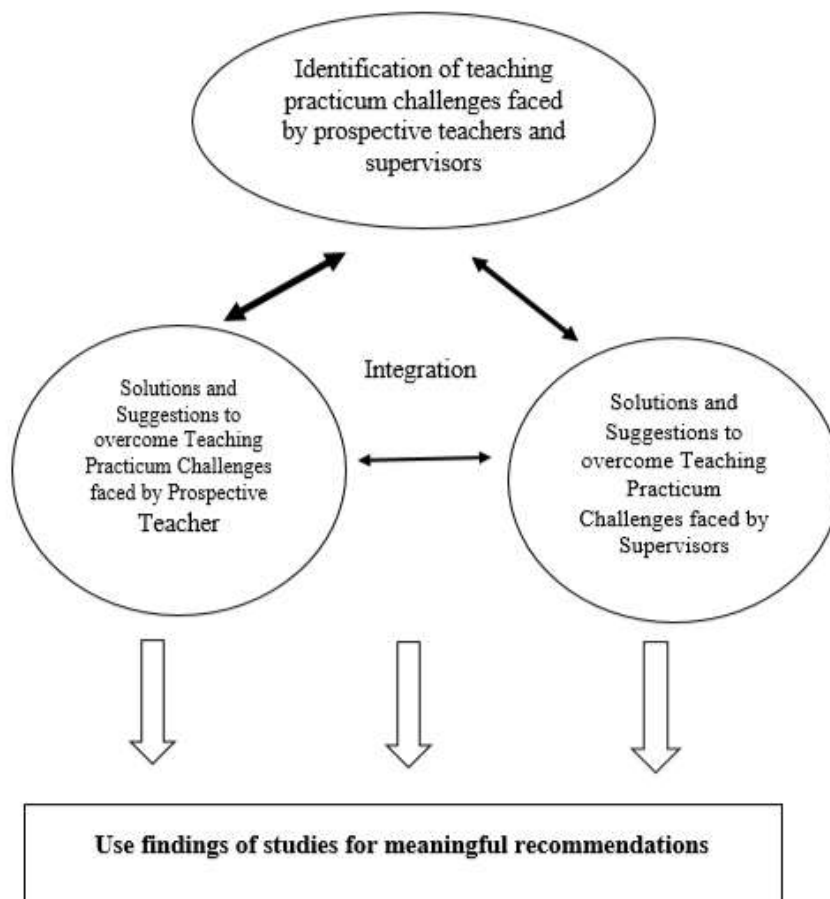 Identification of teaching
practicum challenges faced
by prospective teachers and
supervisors
Integration
Solutions and
Suggestions to
overcome Teaching
Practicum Challenges
faced by Prospective
Teacher
Solutions and
Suggestions to
overcome Teaching
Practicum
Challenges faced by
Supervisors
Use findings of studies for meaningful recommendations